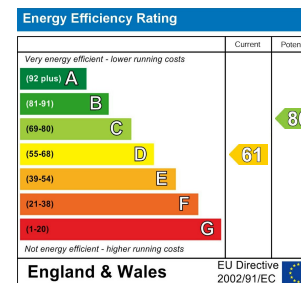 Energy Efficiency Rating
Current
Very energy efficient - lower running costs
(92 plus) A
(81-91) B
(69-80) C
(55-68) D
61
(39-54) E
(21-38) F
(1-20) G
Not energy efficient - higher running costs
England & Wales
EU Directive
2002/91/EC